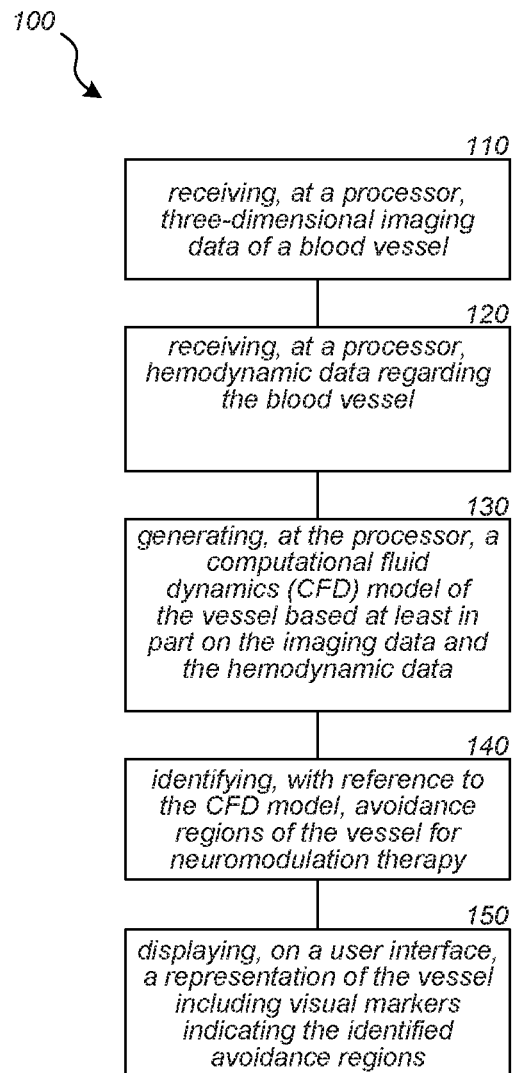 100
110
receiving, at a processor,
three-dimensional imaging
data of a blood vessel
120
receiving, at a processor,
hemodynamic data regarding
the blood vessel
130
generating, at the processor, a
computational fluid
dynamics (CFD) model of
the vessel based at least in
part on the imaging data and
the hemodynamic data
140
identifying, with reference to
the CFD model, avoidance
regions of the vessel for
neuromodulation therapy
150
displaying, on a user interface,
a representation of the vessel
including visual markers
indicating the identified
avoidance regions